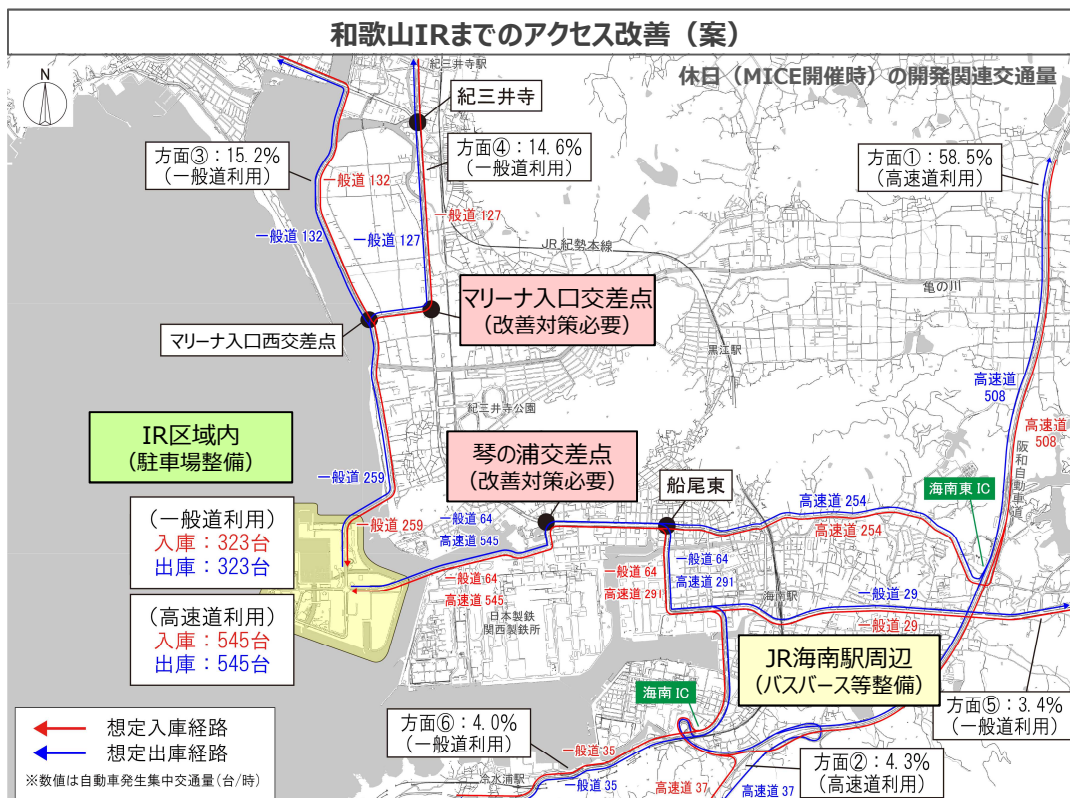 和歌山IRまでのアクセス改善（案）
休日（MICE開催時）の開発関連交通量
N
紀三井寺駅
紀三井寺
方面③：15.2%
（一般道利用）
方面④：14.6%
（一般道利用）
方面①：58.5%
（高速道利用）
一般道 132
一般道 132
一般道 127
一般道 127
JR紀勢本線
亀の川
マリーナ入口交差点
（改善対策必要）
マリーナ入口西交差点
黒江駅
紀三井寺公園
高速道
508
高速道
508
阪和自動車道
IR区域内
（駐車場整備）
琴の浦交差点
（改善対策必要）
船尾東
海南東 IC
一般道 259
一般道 259
一般道 64
高速道 545
高速道 254
高速道 254
（一般道利用）
入庫：323台
出庫：323台
一般道 64
高速道 545
一般道 64
高速道 291
一般道 64
高速道 291
海南駅
一般道 29
一般道 29
（高速道利用）
入庫：545台
出庫：545台
日本製鉄
関西製鉄所
JR海南駅周辺
（バスバース等整備）
海南 IC
想定入庫経路
想定出庫経路
※数値は自動車発生集中交通量(台/時)
方面⑥：4.0%
（一般道利用）
方面⑤：3.4%
（一般道利用）
方面②：4.3%
（高速道利用）
一般道 35
一般道 35
冷水浦駅
高速道 37
高速道 37